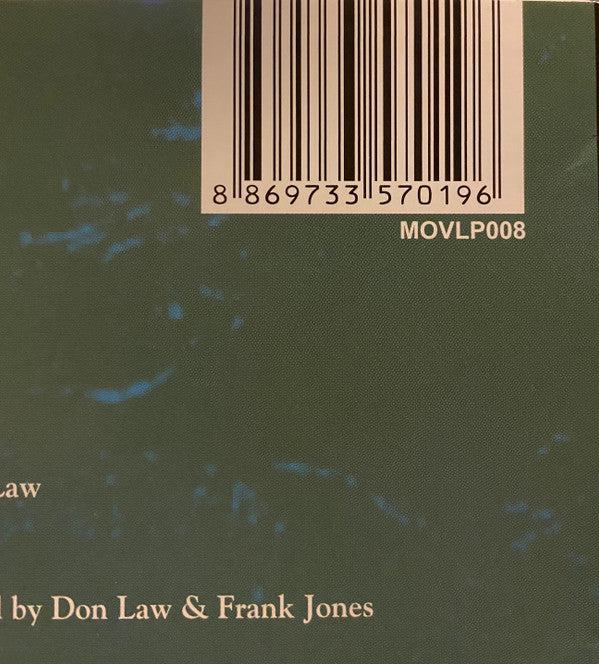 8 869733 570196
MOVLP008
Law
by Don Law & Frank Jones